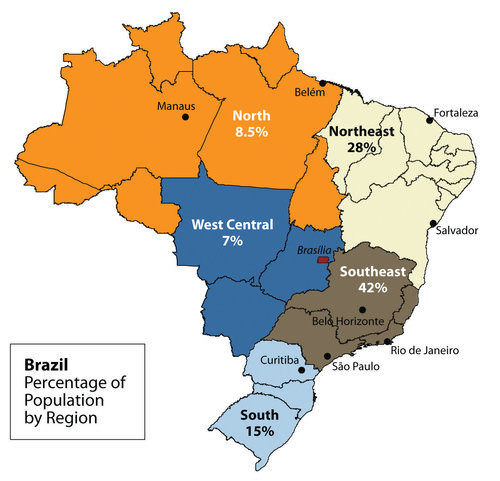 Manaus
Belém
North
8.5%
Fortaleza
Northeast
28%
West Central
7%
Salvador
Brasília
Southeast
42%
Belo Horizonte
Rio de Janeiro
São Paulo
Curitiba
South
15%
Brazil
Percentage of
Population
by Region